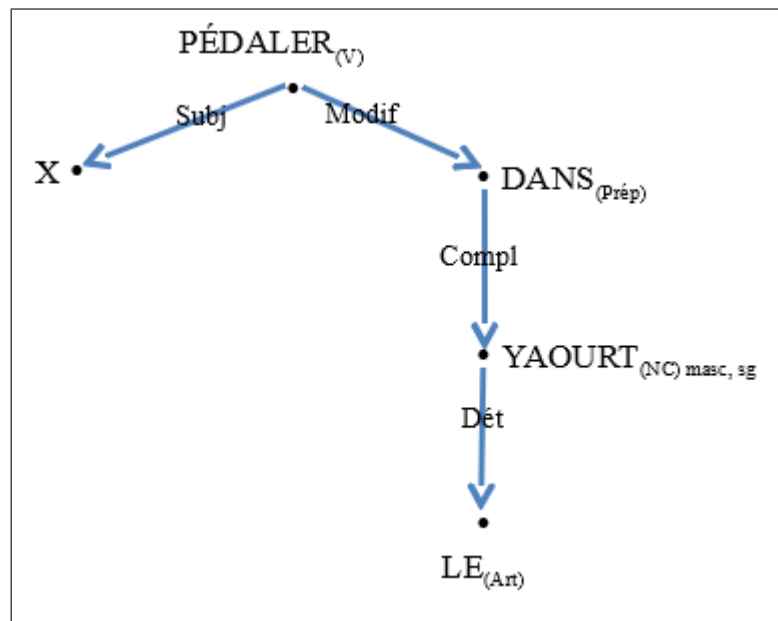 PÉDALER(V)
Subj Modif
X
DANS(Prép)
Compl
YAOURT(NC) masc, sg
Dét
LE(Art)